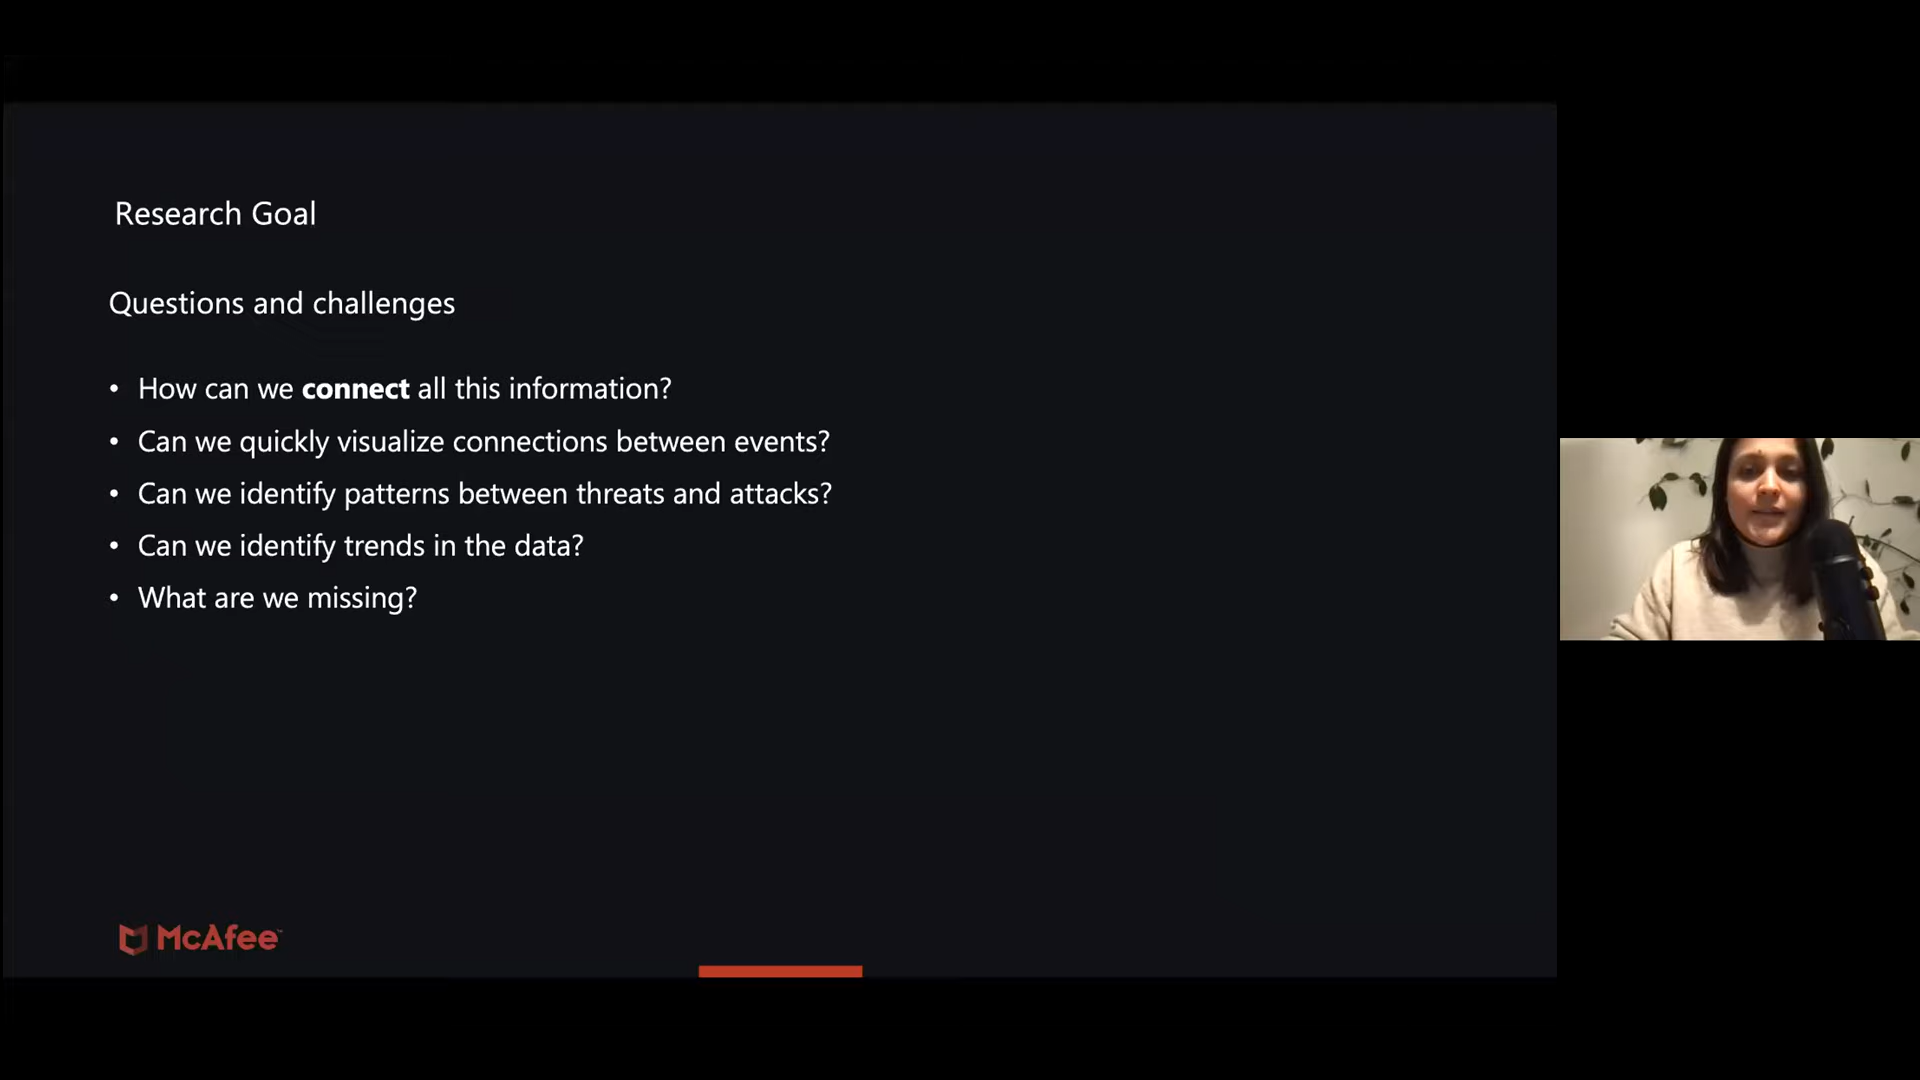 Research Goal
Questions and challenges
• How can we connect all this information?
• Can we quickly visualize connections between events?
• Can we identify patterns between threats and attacks?
• Can we identify trends in the data?
• What are we missing?
McAfee™